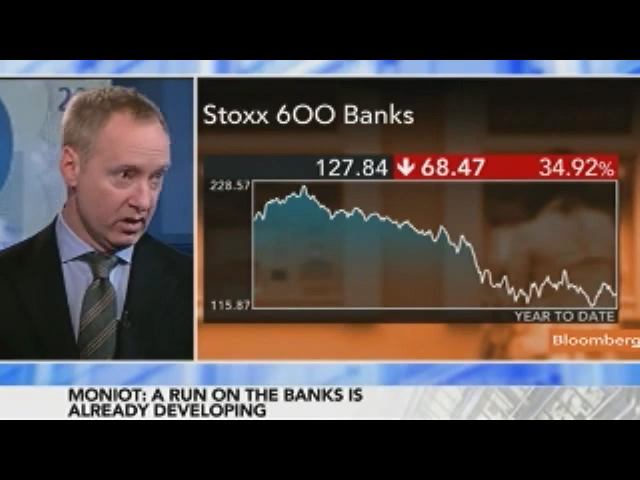 Stoxx 600 Banks
127.84 68.47 34.92%
228.57
115.87
YEAR TO DATE
Bloomberg
MONIOT: A RUN ON THE BANKS IS
ALREADY DEVELOPING